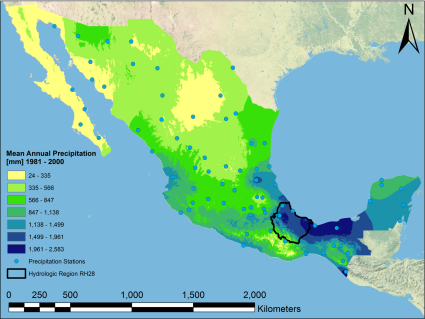 N
Mean Annual Precipitation
[mm] 1981 - 2000
24 - 335
335 - 566
566 - 847
847 - 1,138
1,138 - 1,499
1,499 - 1,961
1,961 - 2,583
Precipitation Stations
Hydrologic Region RH28
0 250 500 1,000 1,500 2,000
Kilometers